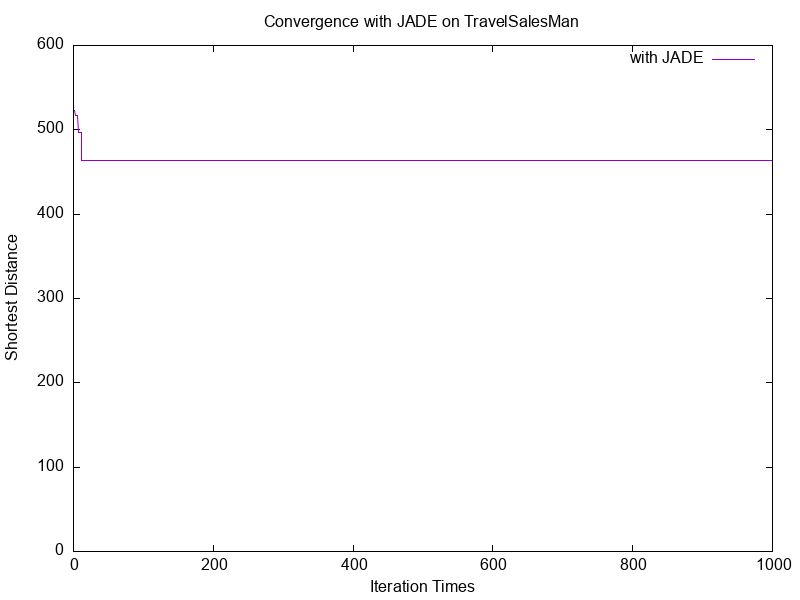 Convergence with JADE on TravelSalesMan
with JADE
600
500
400
300
200
100
0
Shortest Distance
0 200 400 600 800 1000
Iteration Times